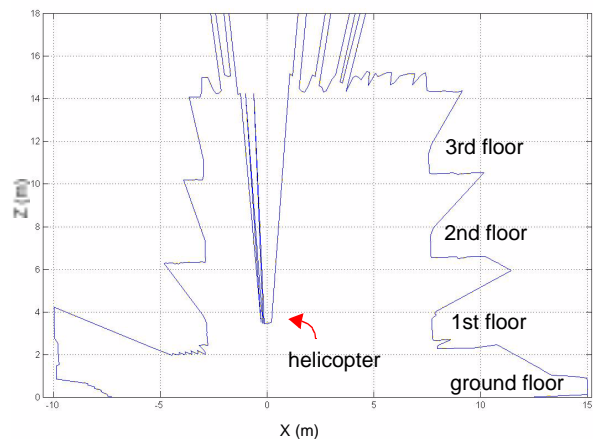 18
16
14
12
10
8
6
4
2
0
Z (m)
3rd floor
2nd floor
1st floor
helicopter
ground floor
-10
-5
0
5
10
15
X (m)